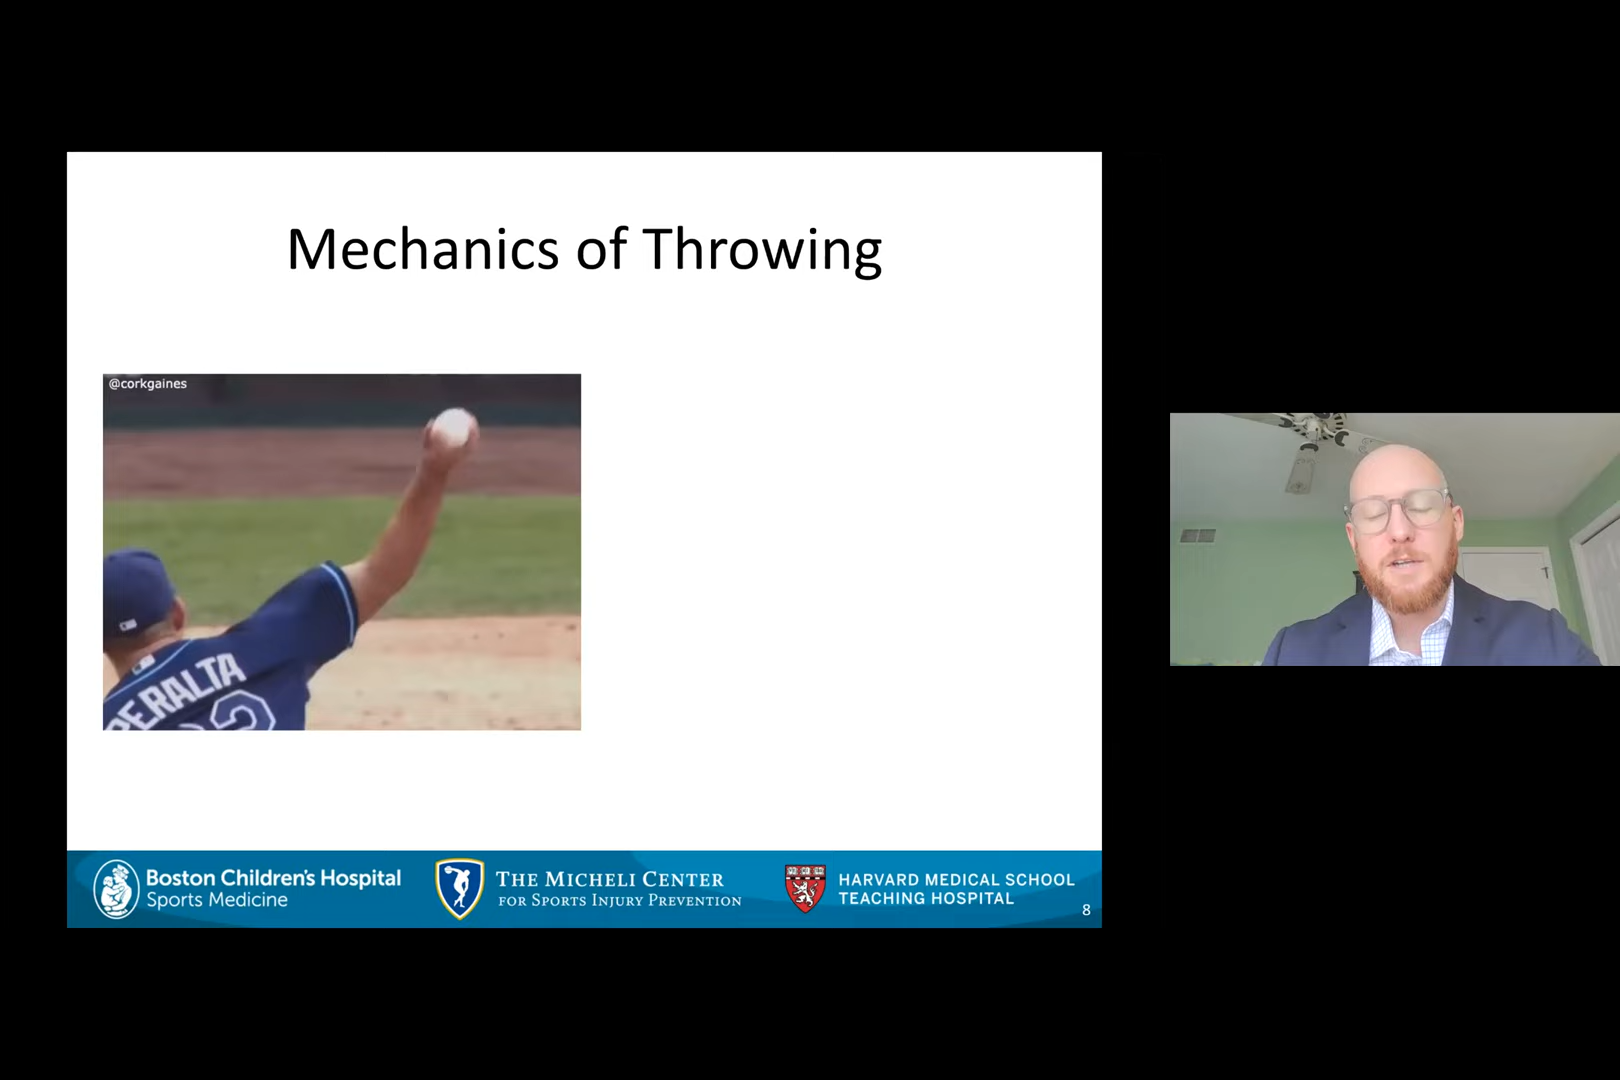 Mechanics of Throwing
@corkgaines
PERALTA
Boston Children's Hospital
Sports Medicine
THE MICHELI CENTER
FOR SPORTS INJURY PREVENTION
HARVARD MEDICAL SCHOOL
TEACHING HOSPITAL
8